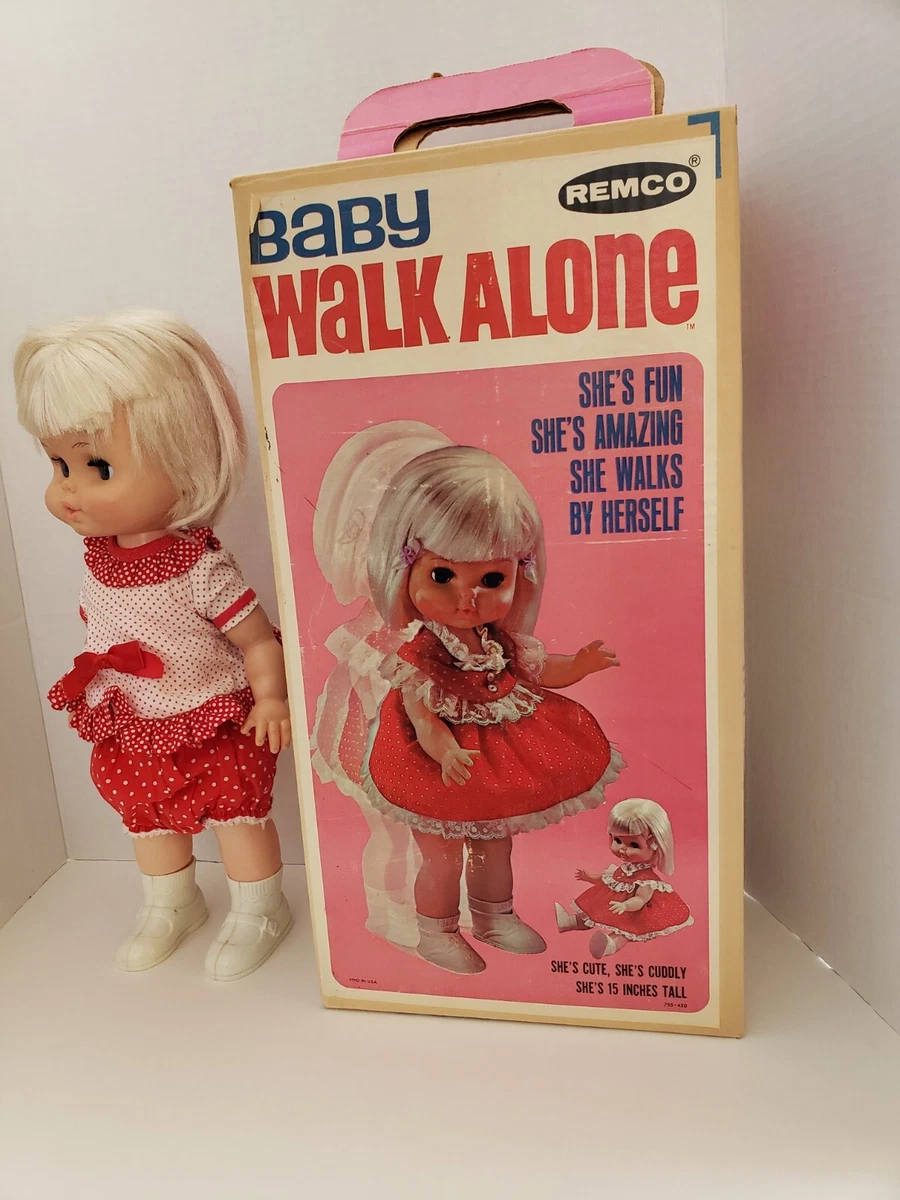 REMCO®
BABY
WALK ALONE™
SHE'S FUN
SHE'S AMAZING
SHE WALKS
BY HERSELF
SHE'S CUTE, SHE'S CUDDLY
SHE'S 15 INCHES TALL